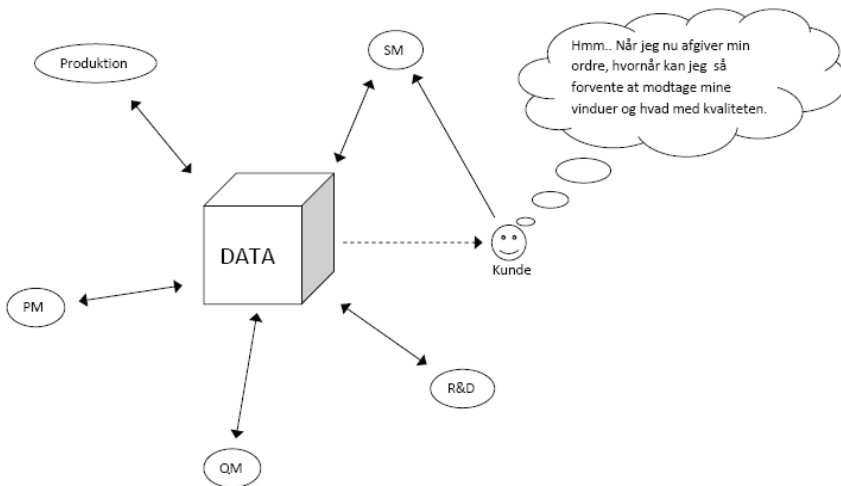 Hmm.. Når jeg nu afgiver min
ordre, hvornår kan jeg så
forvente at modtage mine
vinduer og hvad med kvaliteten.
SM
Produktion
DATA
Kunde
PM
R&D
QM